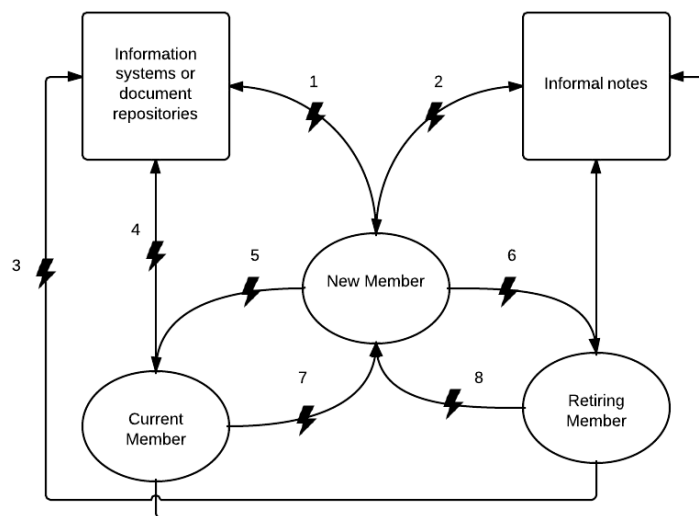 Information
systems or
document
repositories
1
2
Informal notes
3
4
5
New Member
6
7
8
Current
Member
Retiring
Member